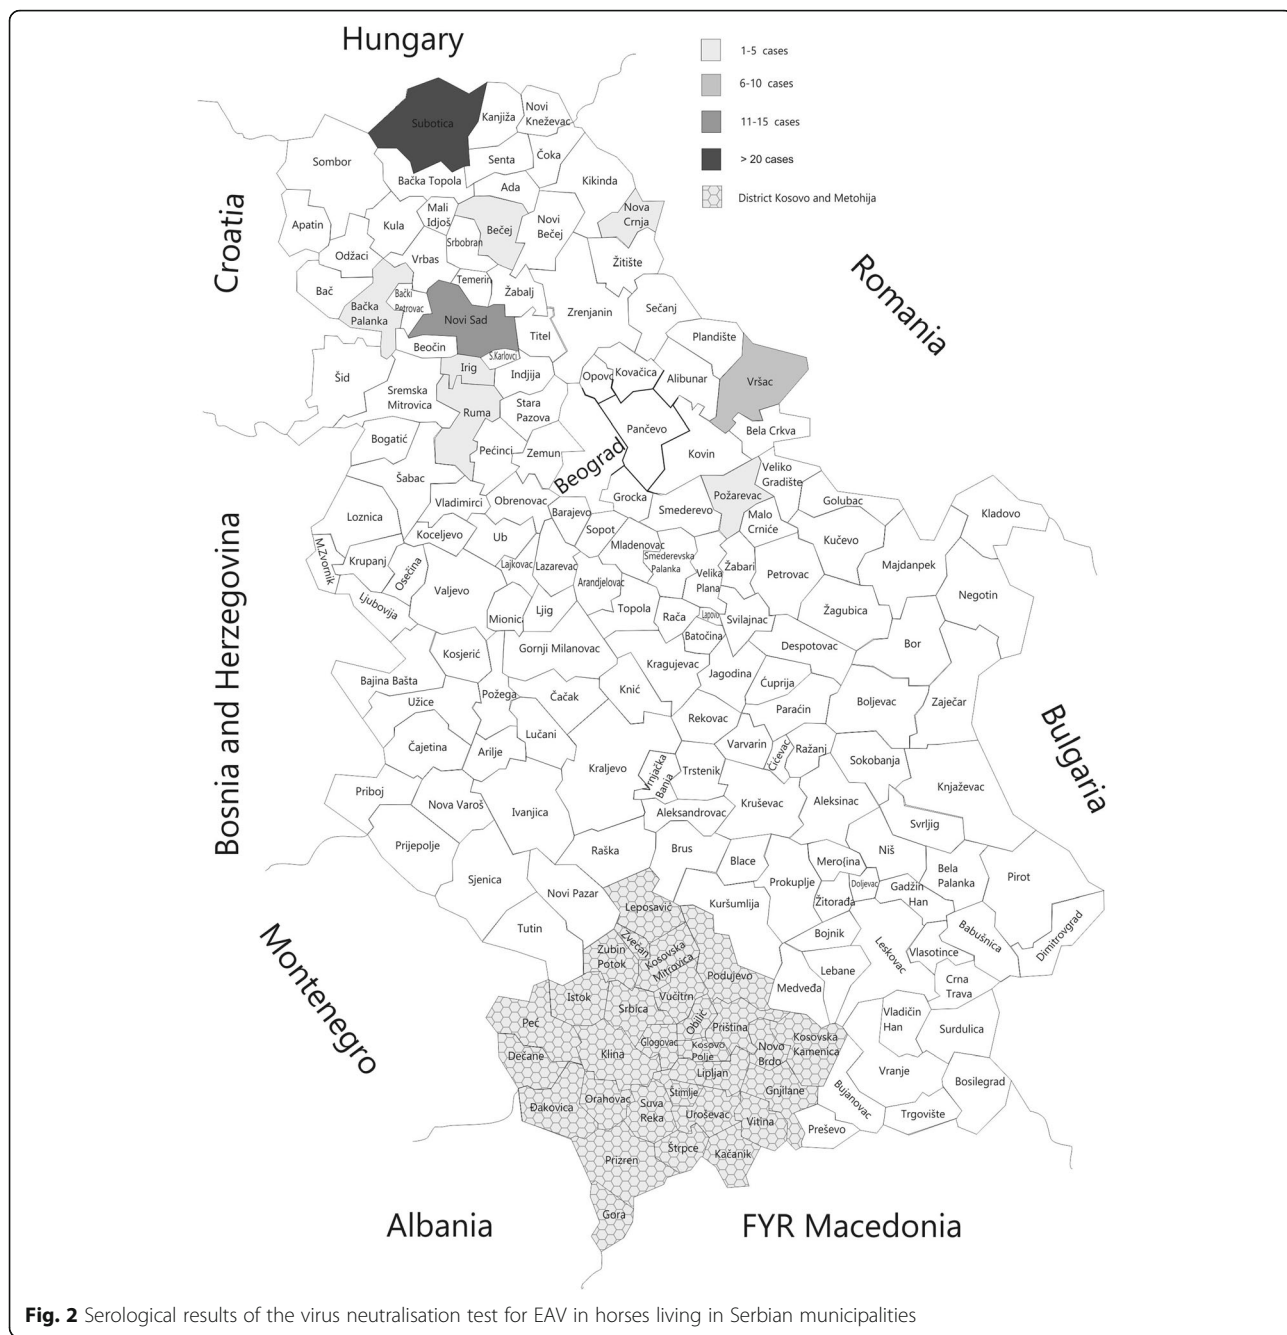 Hungary
1-5 cases
6-10 cases
11-15 cases
> 20 cases
District Kosovo and Metohija
Croatia
Romania
Bosnia and Herzegovina
Bulgaria
Montenegro
Albania
FYR Macedonia
Subotica
Kanjiža
Novi
Kneževac
Sombor
Senta
Čoka
Bačka Topola
Ada
Kikinda
Apatin
Kula
Mali
Idjoš
Bečej
Novi
Bečej
Nova
Crnja
Srbobran
Odžaci
Vrbas
Žitište
Bač
Bačka
Palanka
Bački
Petrovac
Temerin
Žabalj
Zrenjanin
Sečanj
Novi Sad
Titel
Plandište
Beočin
S.Karlovci
Šid
Irig
Indjija
Opovo
Kovačica
Alibunar
Vršac
Sremska
Mitrovica
Ruma
Stara
Pazova
Bela Crkva
Pančevo
Bogatić
Pećinci
Zemun
Beograd
Kovin
Šabac
Veliko
Gradište
Vladimirci
Obrenovac
Grocka
Smederevo
Požarevac
Golubac
Loznica
Barajevo
Malo
Crniće
Kladovo
Koceljevo
Ub
Sopot
Mladenovac
Kučevo
M.Zvornik
Krupanj
Osečina
Lajkovac
Lazarevac
Smederevska
Palanka
Velika
Plana
Žabari
Petrovac
Majdanpek
Valjevo
Arandjelovac
Negotin
Ljubovija
Mionica
Ljig
Topola
Rača
Lapovo
Svilajnac
Žagubica
Batočina
Gornji Milanovac
Despotovac
Bor
Kosjerić
Kragujevac
Jagodina
Bajina Bašta
Požega
Čačak
Knić
Ćuprija
Užice
Paraćin
Boljevac
Zaječar
Rekovac
Lučani
Čajetina
Arilje
Varvarin
Ćićevac
Ražanj
Sokobanja
Kraljevo
Vrnjačka
Banja
Trstenik
Knjaževac
Priboj
Nova Varoš
Ivanjica
Kruševac
Aleksinac
Aleksandrovac
Svrljig
Prijepolje
Raška
Brus
Blace
Mero{ina
Niš
Bela
Palanka
Pirot
Sjenica
Novi Pazar
Prokuplje
Doljevac
Gadžin
Han
Kuršumlija
Žitorađa
Leposavić
Babušnica
Dimitrovgrad
Tutin
Bojnik
Zvečan
Zubin
Potok
Kosovska
Mitrovica
Leskovac
Vlasotince
Podujevo
Lebane
Medveđa
Crna
Trava
Istok
Srbica
Vučitrn
Vladičin
Han
Surdulica
Peć
Obilić
Priština
Kosovska
Kamenica
Glogovac
Kosovo
Polje
Novo
Brdo
Dečane
Klina
Lipljan
Vranje
Bosilegrad
Štimlje
Gnjilane
Bujanovac
Đakovica
Orahovac
Suva
Reka
Uroševac
Vitina
Trgovište
Preševo
Štrpce
Kačanik
Prizren
Gora
Fig. 2 Serological results of the virus neutralisation test for EAV in horses living in Serbian municipalities